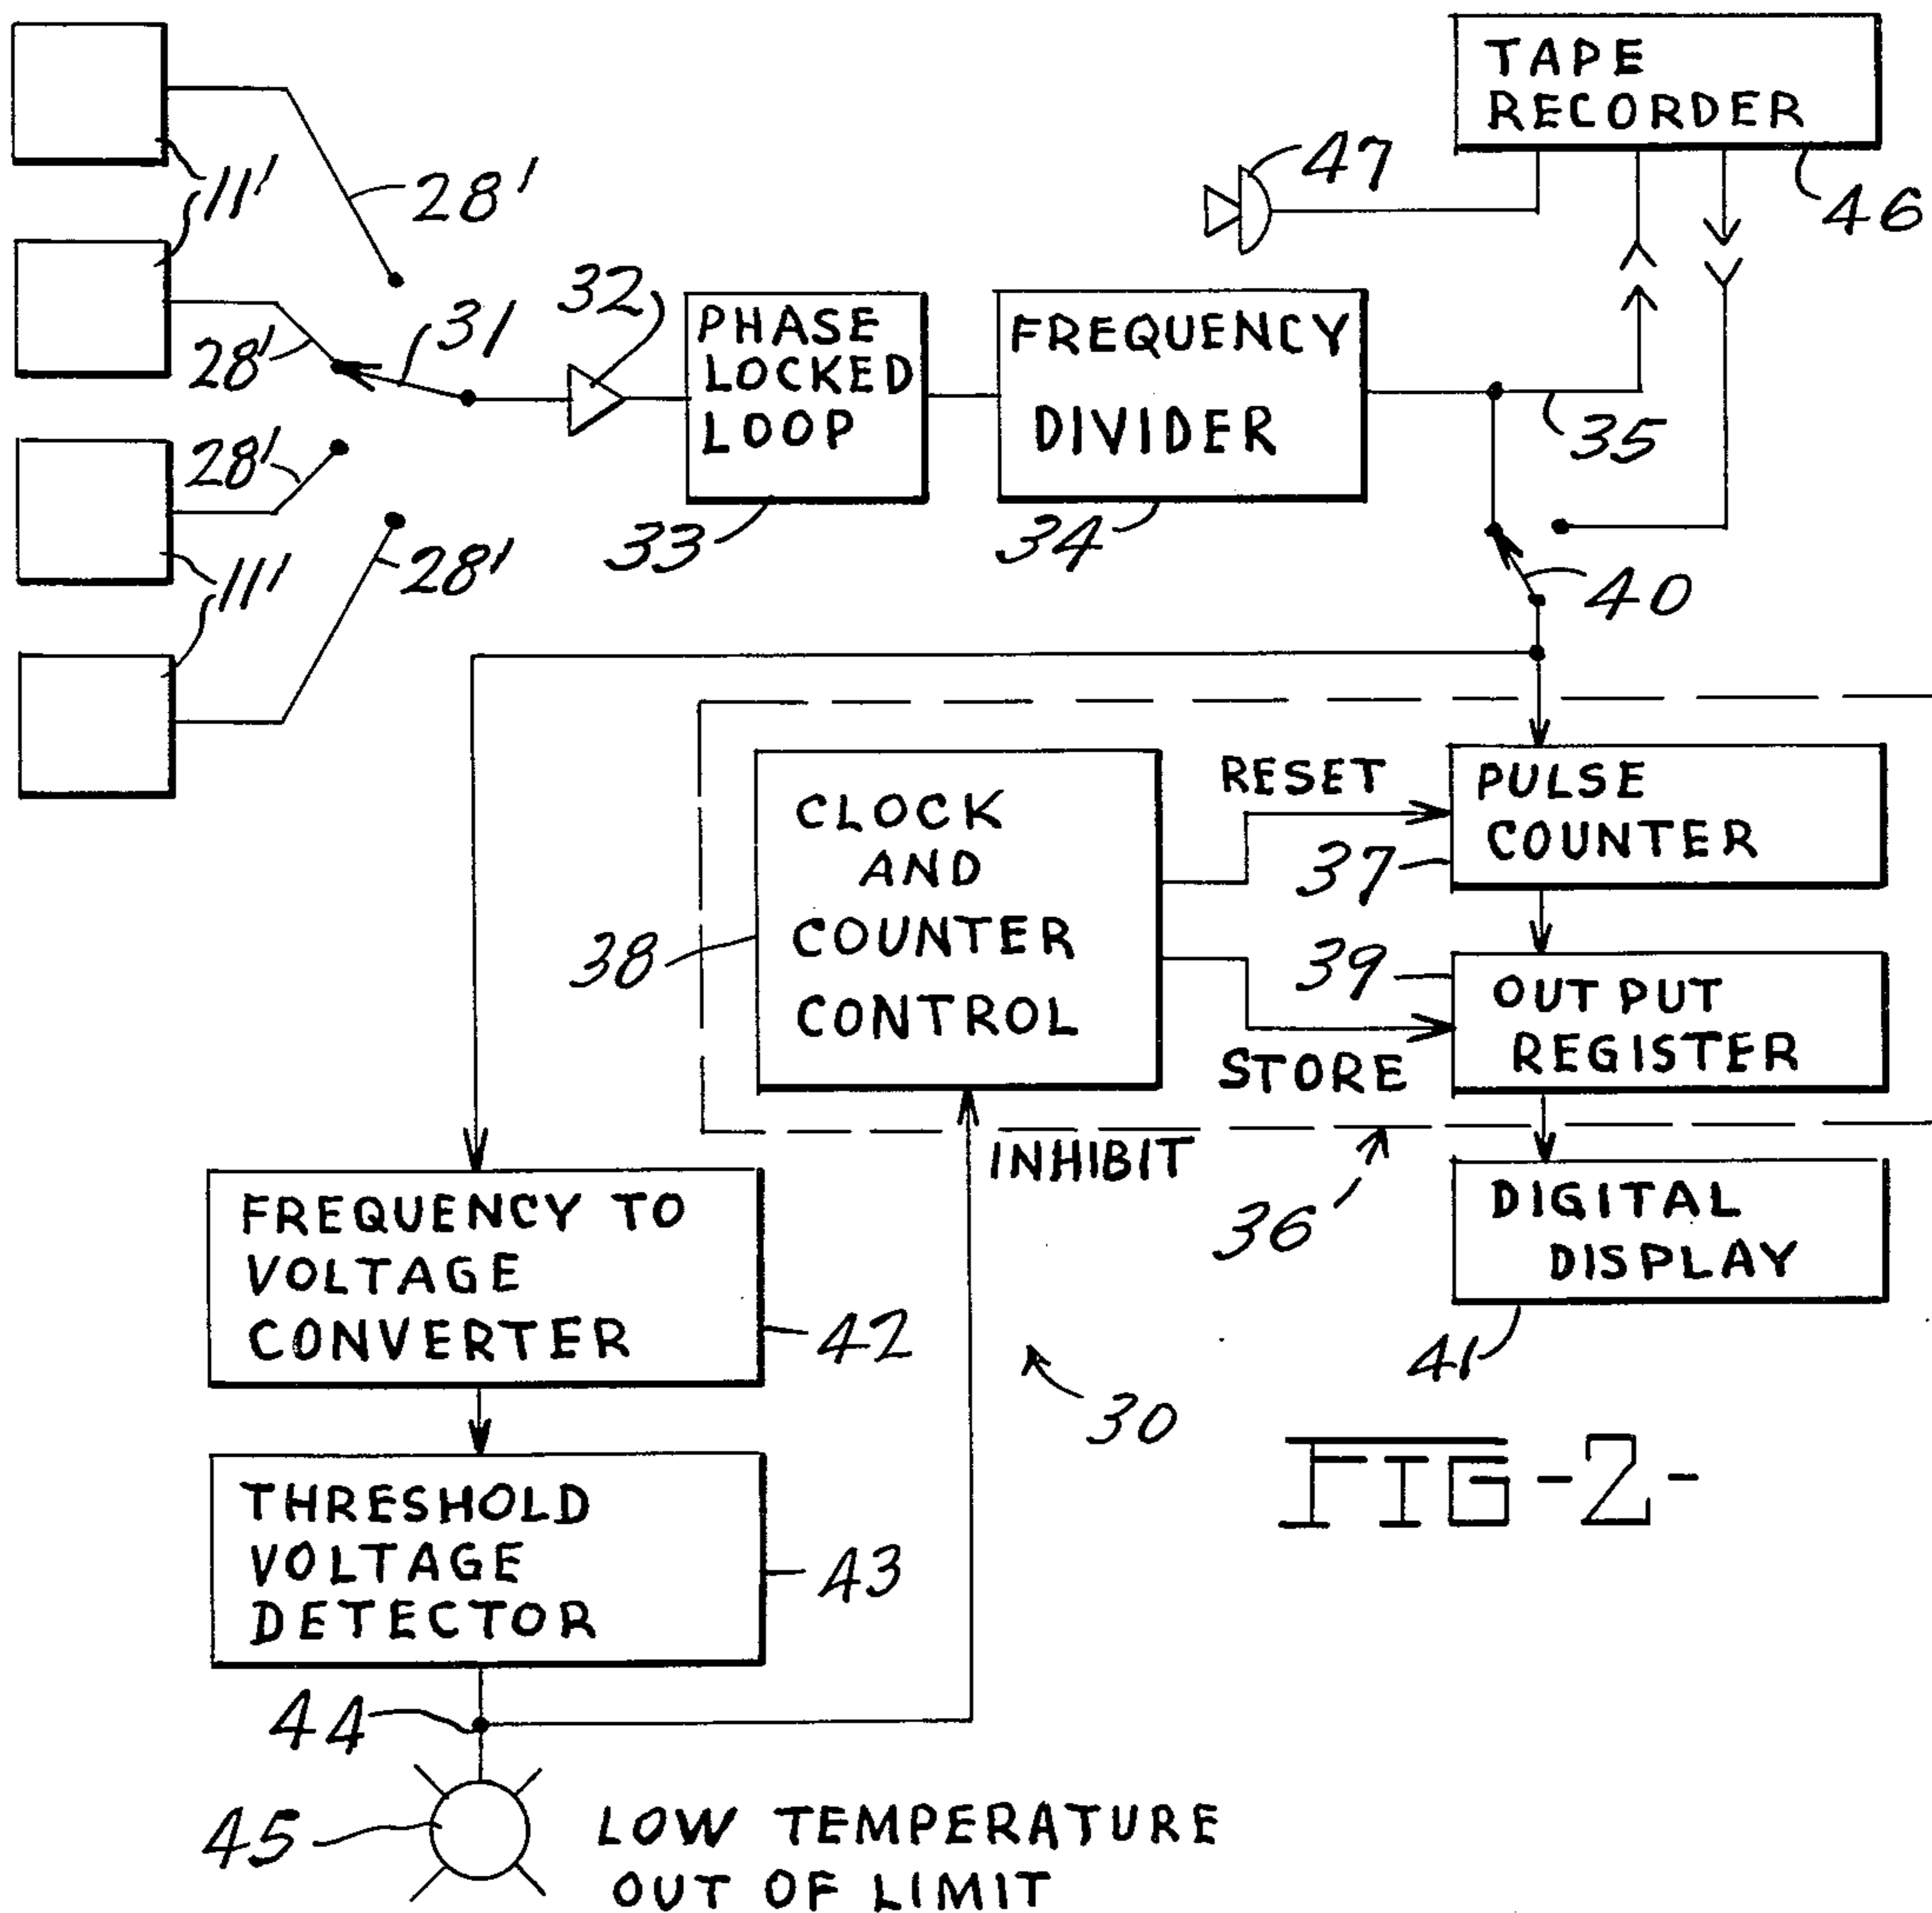 TAPE
RECORDER
46
47
11'
28'
28'
31
32
PHASE
LOCKED
LOOP
33
FREQUENCY
DIVIDER
34
35
40
28'
11'
28'
RESET
PULSE
COUNTER
37
CLOCK
AND
COUNTER
CONTROL
38
39
OUTPUT
REGISTER
STORE
INHIBIT
36
DIGITAL
DISPLAY
41
FREQUENCY TO
VOLTAGE
CONVERTER
42
30
FIG-2-
THRESHOLD
VOLTAGE
DETECTOR
43
44
45
LOW TEMPERATURE
OUT OF LIMIT